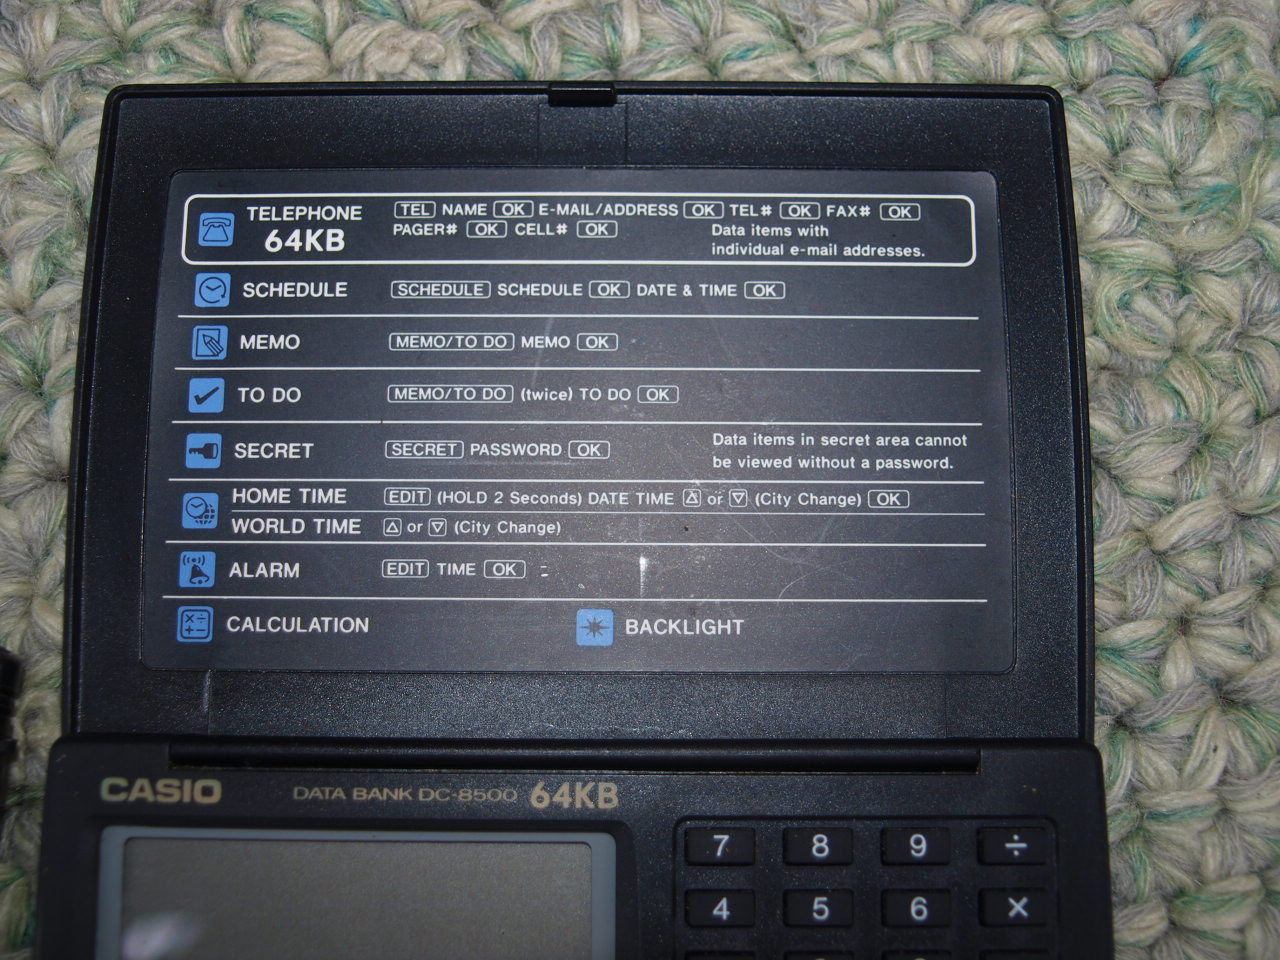 TELEPHONE TEL NAME OK E-MAIL/ADDRESS OK TEL# OK FAX# OK
64KB PAGER# OK CELL# OK Data items with
individual e-mail addresses.
SCHEDULE SCHEDULE SCHEDULE OK DATE & TIME OK
MEMO MEMO/TO DO MEMO OK
TO DO MEMO/TO DO (twice) TO DO OK
SECRET SECRET PASSWORD OK Data items in secret area cannot
be viewed without a password.
HOME TIME EDIT (HOLD 2 Seconds) DATE TIME △ or ▽ (City Change) OK
WORLD TIME △ or ▽ (City Change)
ALARM EDIT TIME OK
CALCULATION BACKLIGHT
CASIO DATA BANK DC-8500 64KB
7 8 9 ÷
4 5 6 ×